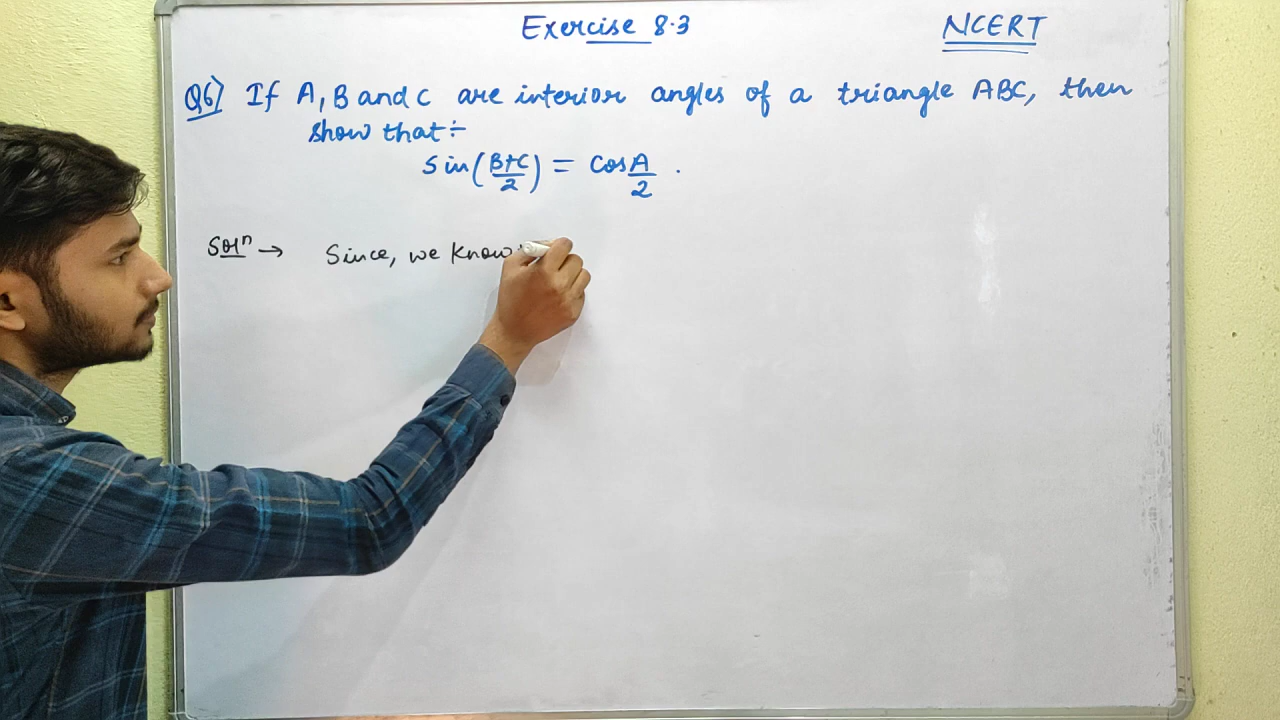 Exercise 8.3 NCERT
Q6) If A, B and C are interior angles of a triangle ABC, then
show that:-
Sin(B+C/2) = Cos A/2 .
Solⁿ → Since, we know